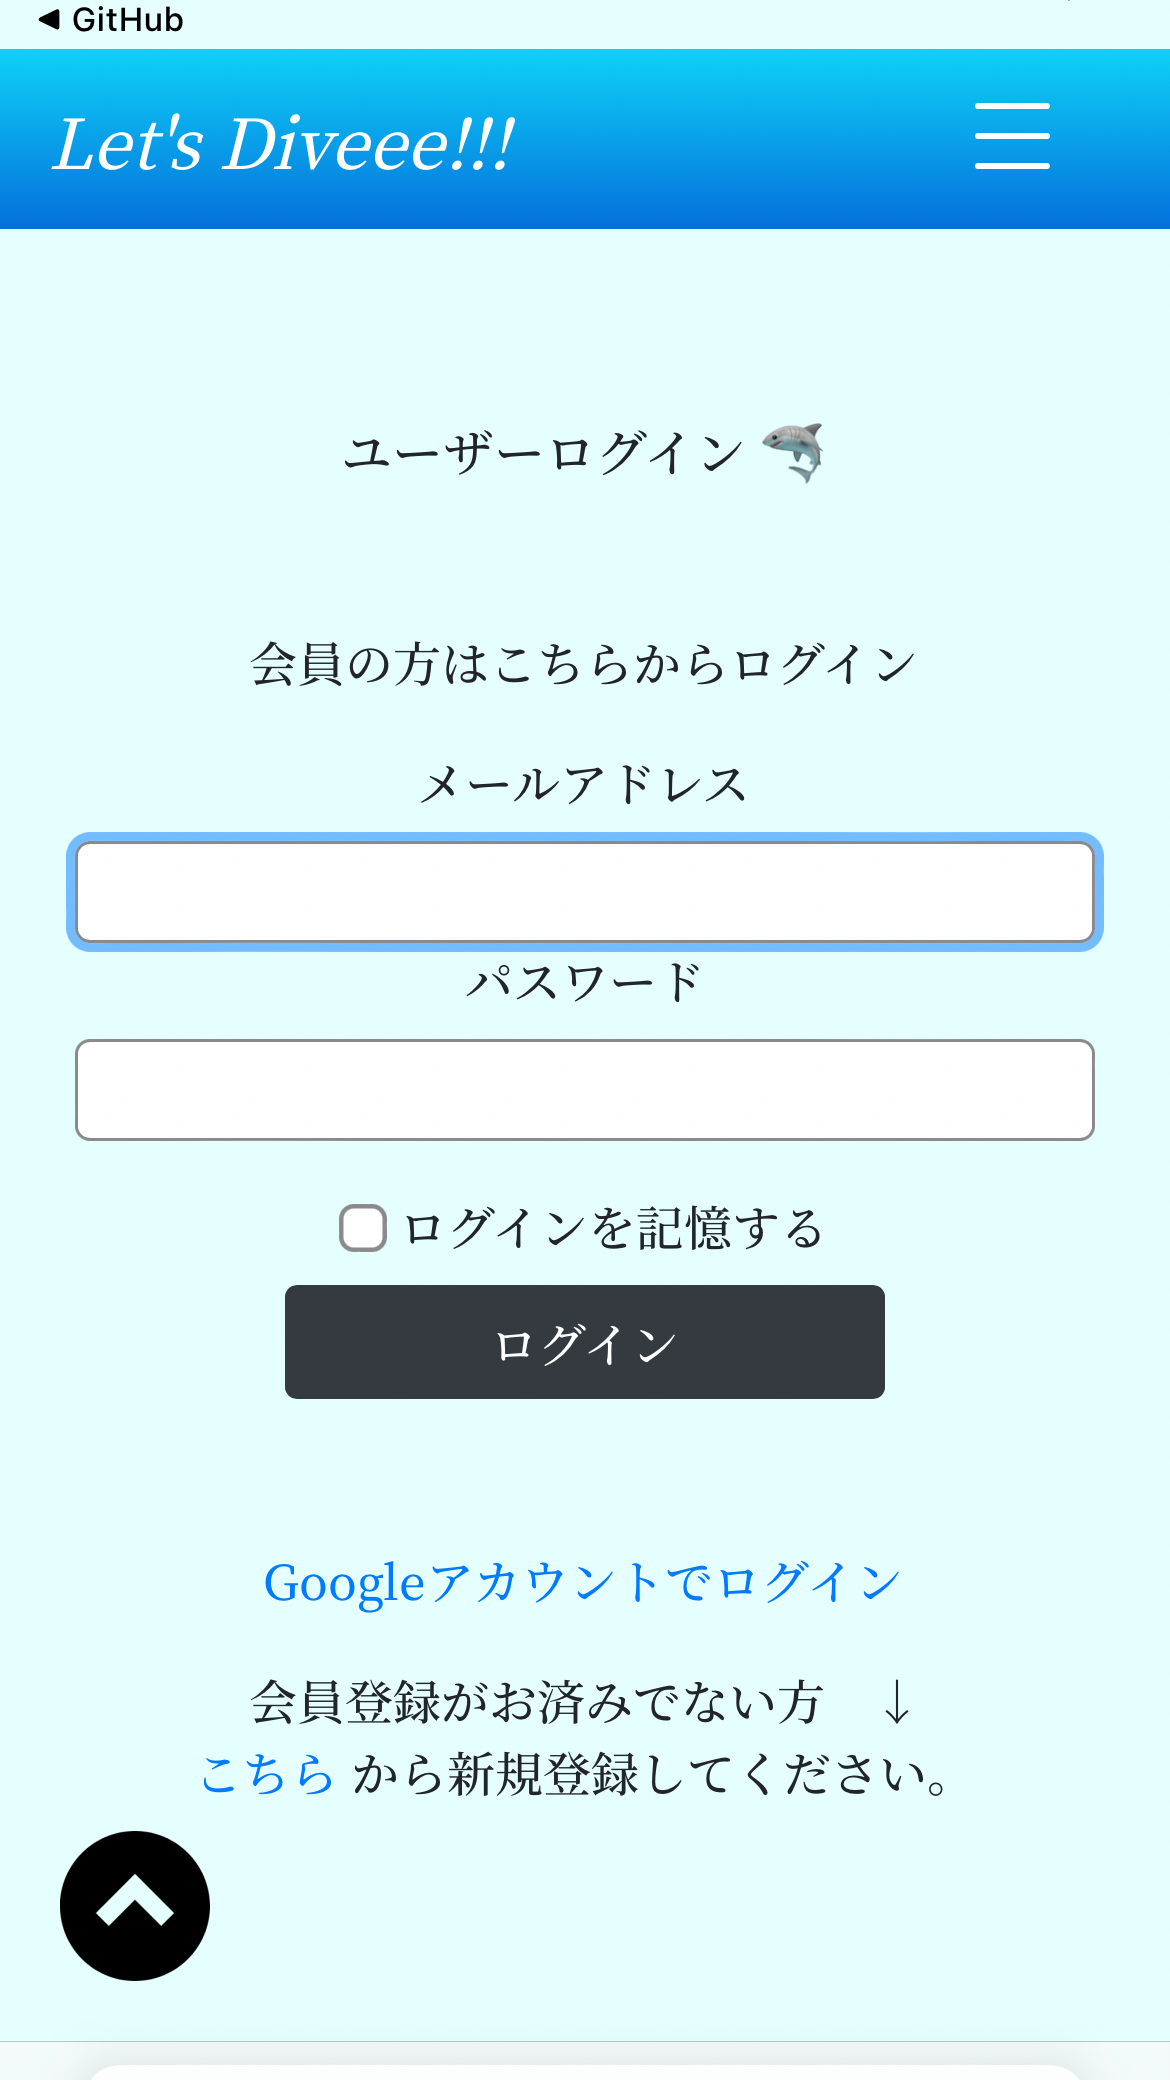 ◀ GitHub
Let's Diveee!!!
ユーザーログイン 🦈
会員の方はこちらからログイン
メールアドレス
パスワード
ログインを記憶する
ログイン
Googleアカウントでログイン
会員登録がお済みでない方　↓
こちら から新規登録してください。